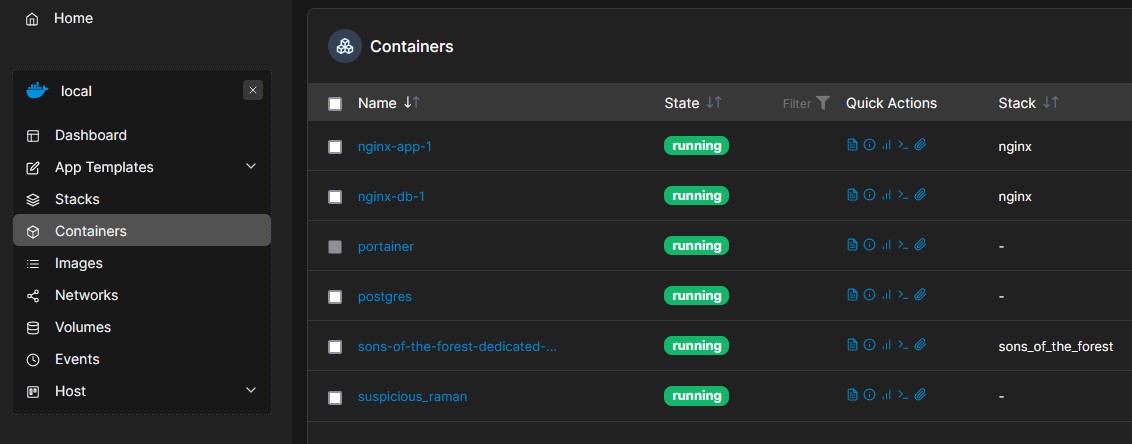 Home
local
Dashboard
App Templates
Stacks
Containers
Images
Networks
Volumes
Events
Host
Containers
Name State Filter Quick Actions Stack
nginx-app-1 running nginx
nginx-db-1 running nginx
portainer running -
postgres running -
sons-of-the-forest-dedicated-... running sons_of_the_forest
suspicious_raman running -